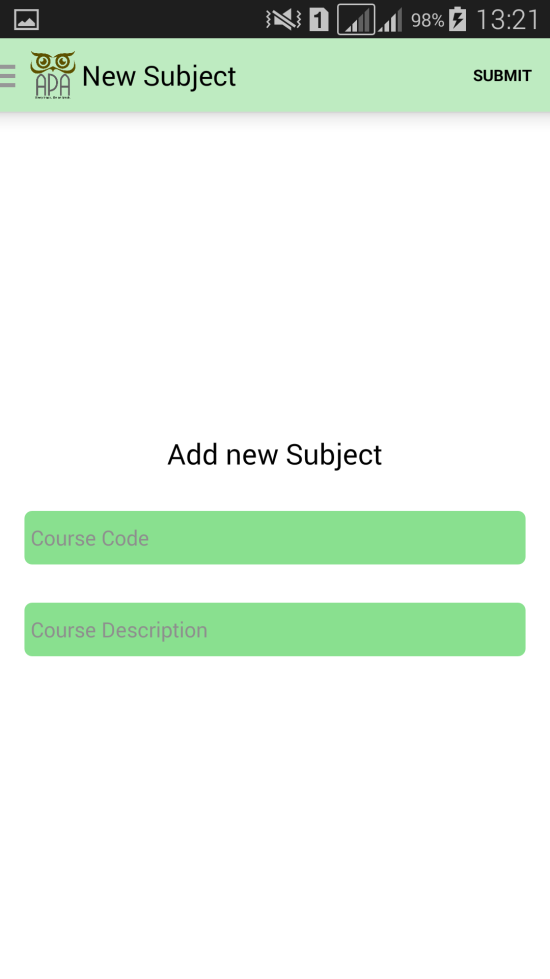 1 98% 13:21
APA New Subject SUBMIT
Add new Subject
Course Code
Course Description